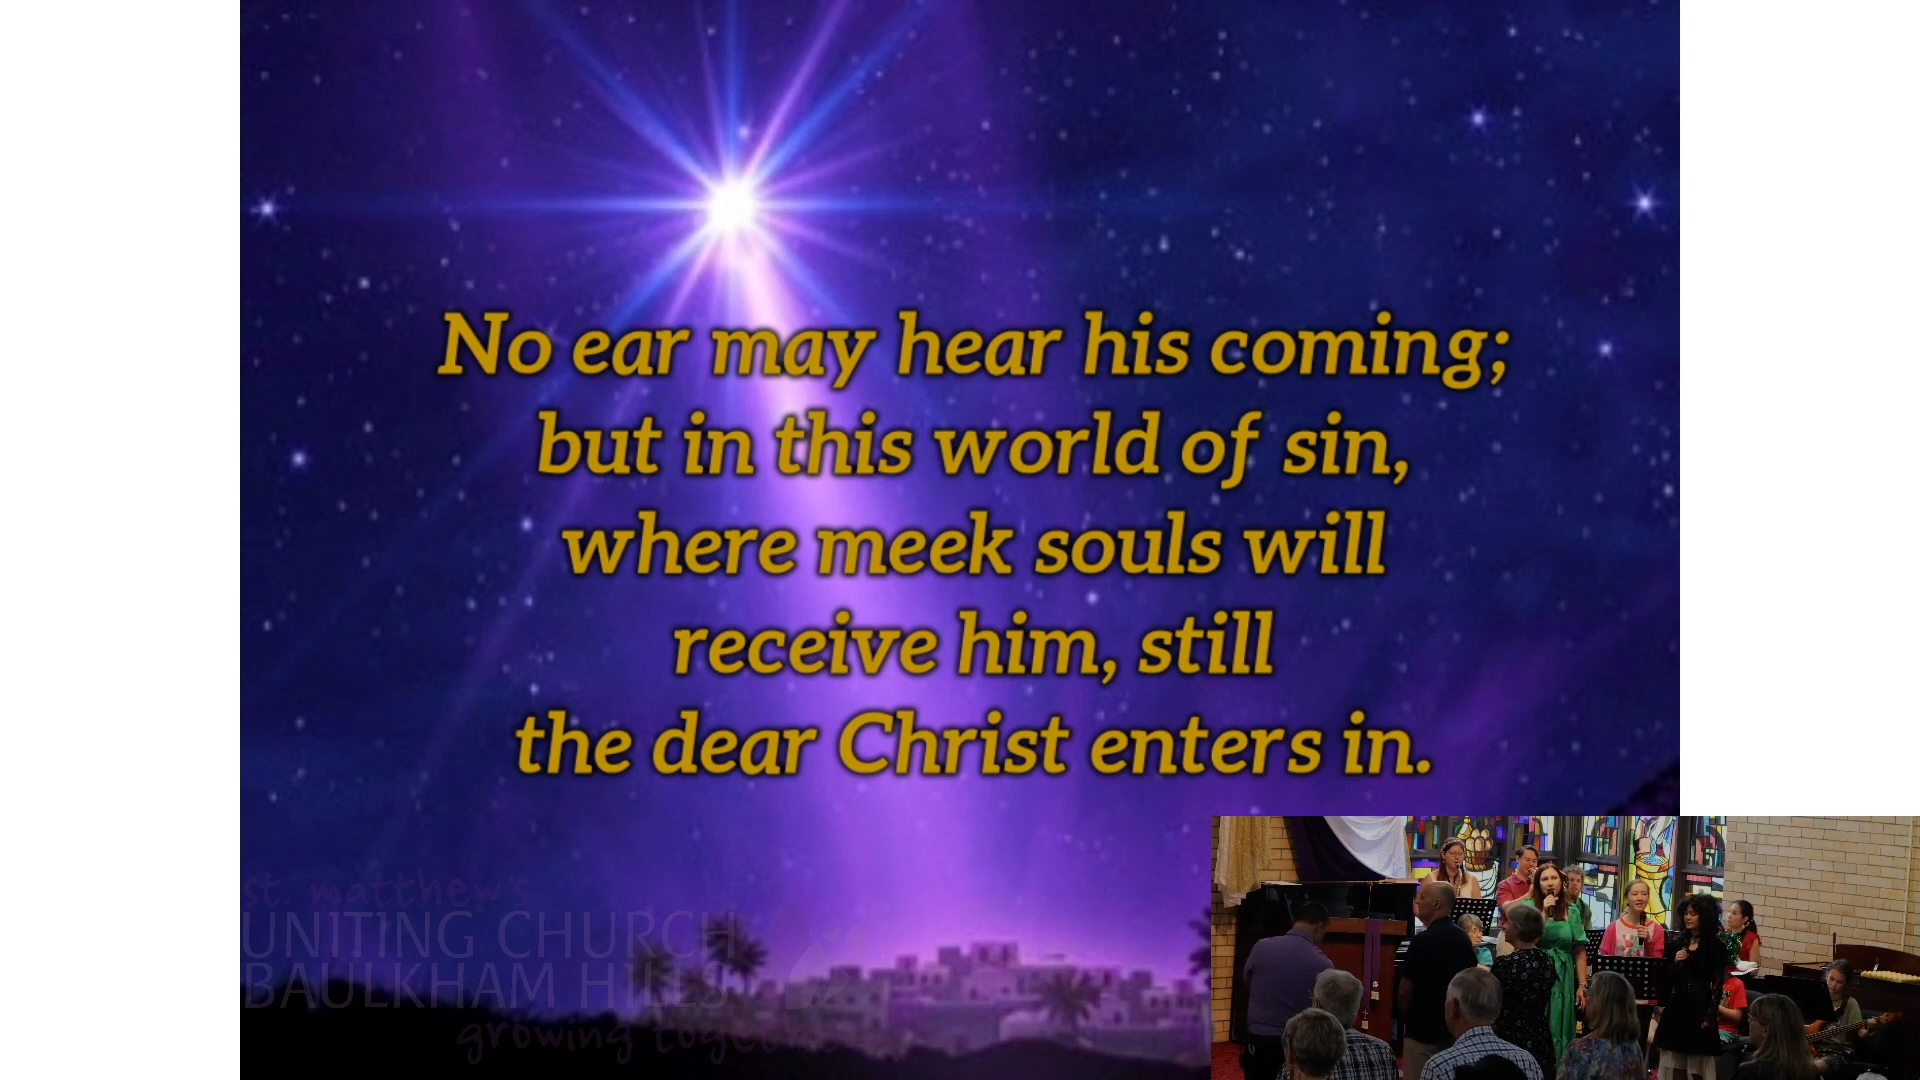 No ear may hear his coming;
but in this world of sin,
where meek souls will
receive him, still
the dear Christ enters in.
st. matthew's
UNITING CHURCH
BAULKHAM HILLS
growing together